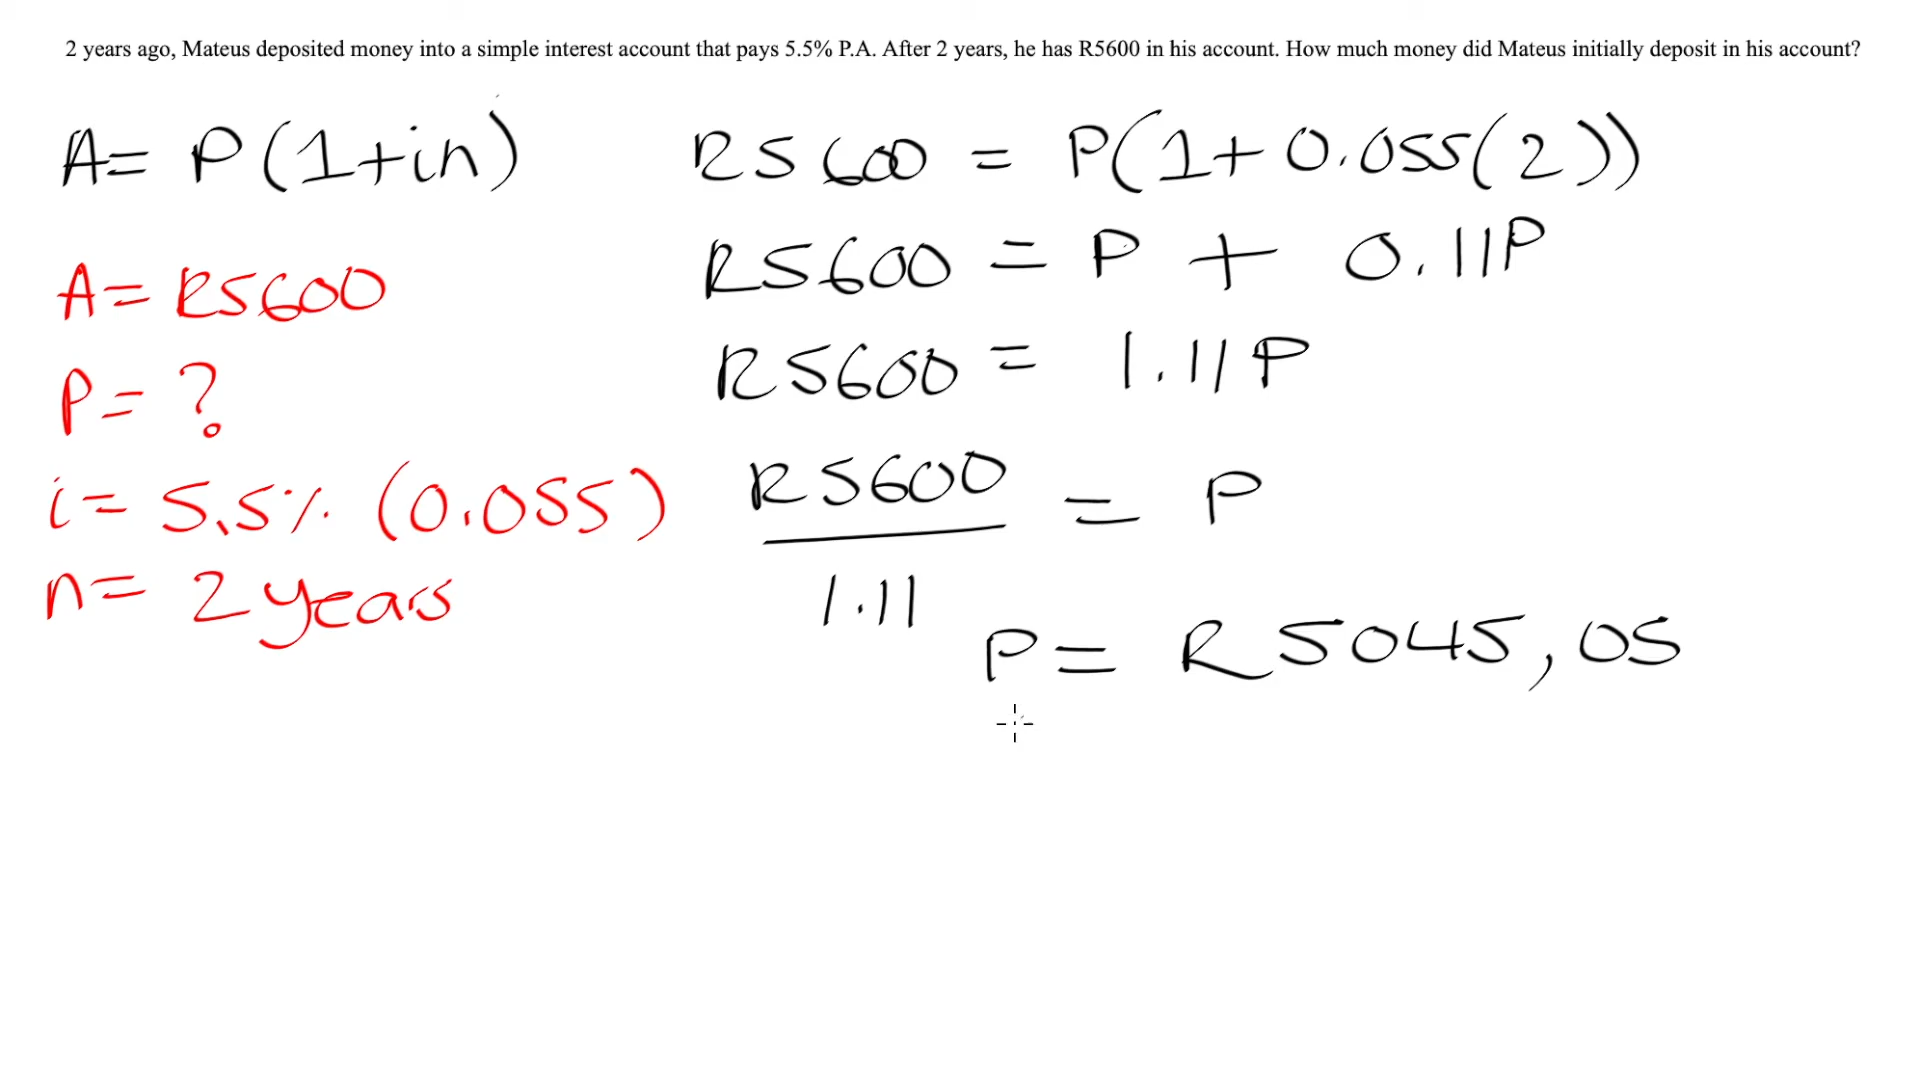 2 years ago, Mateus deposited money into a simple interest account that pays 5.5% P.A. After 2 years, he has R5600 in his account. How much money did Mateus initially deposit in his account?
A= P(1+in)
A= R5600
P= ?
i= 5,5% (0.055)
n= 2 years
R5600 = P(1+0.055(2))
R5600 = P + 0.11P
R5600 = 1.11P
R5600
= P
1.11
P= R5045,05